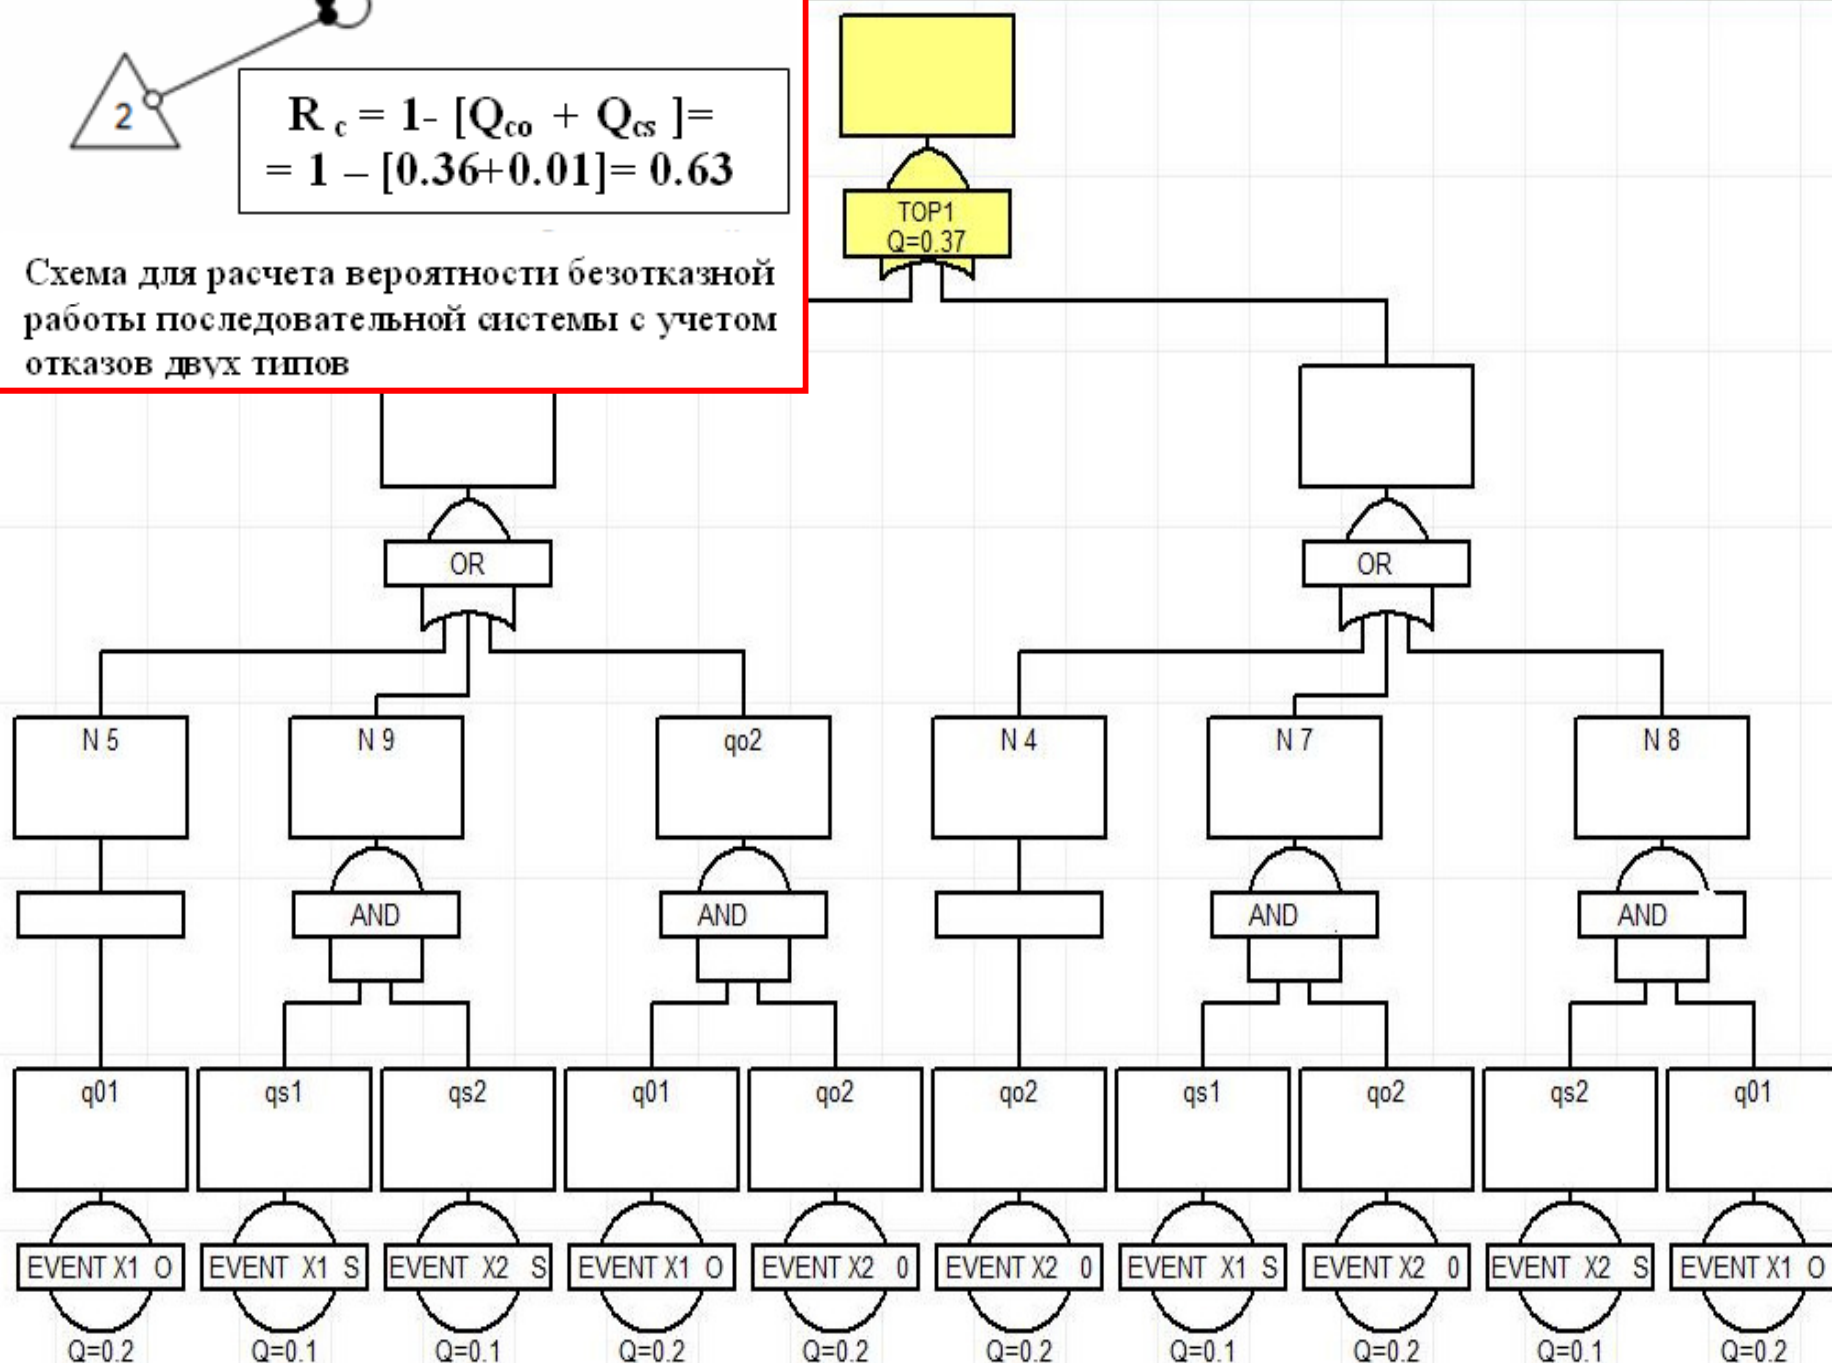 2
R c = 1- [Qco + Qcs ]=
= 1 – [0.36+0.01]= 0.63
Схема для расчета вероятности безотказной
работы последовательной системы с учетом
отказов двух типов
TOP1
Q=0.37
OR
OR
N 5
N 9
qo2
N 4
N 7
N 8
AND
AND
AND
AND
q01
qs1
qs2
q01
qo2
qo2
qs1
qo2
qs2
q01
EVENT X1 O
EVENT X1 S
EVENT X2 S
EVENT X1 O
EVENT X2 0
EVENT X2 0
EVENT X1 S
EVENT X2 0
EVENT X2 S
EVENT X1 O
Q=0.2
Q=0.1
Q=0.1
Q=0.2
Q=0.2
Q=0.2
Q=0.1
Q=0.2
Q=0.1
Q=0.2